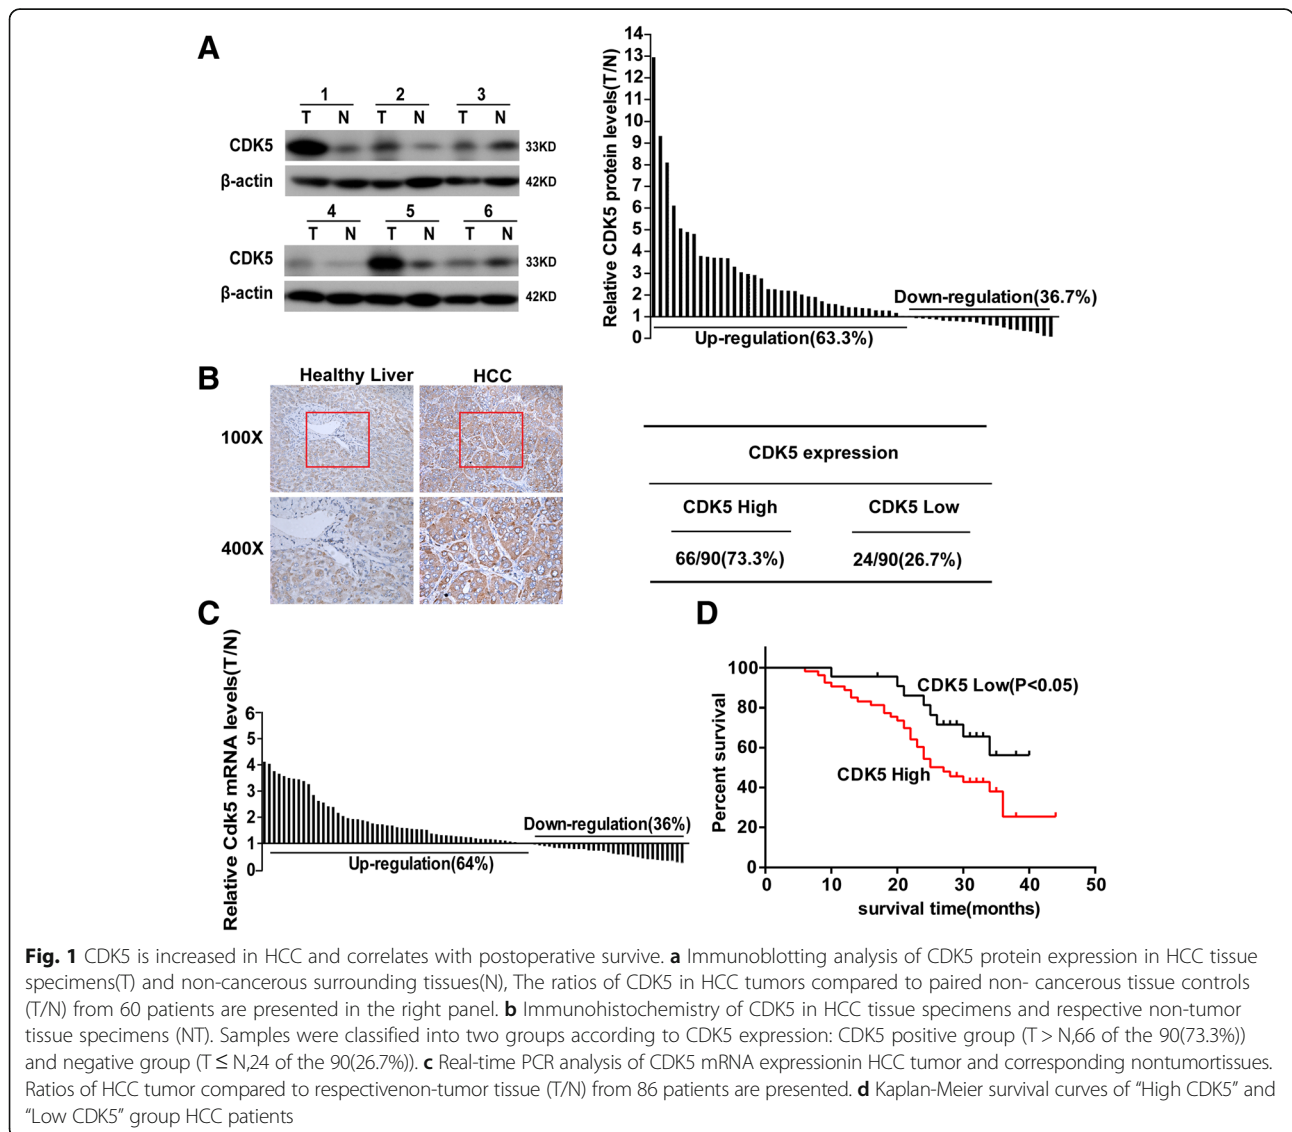 A
1 2 3
T N T N T N
CDK5 33KD
β-actin 42KD
4 5 6
T N T N T N
CDK5 33KD
β-actin 42KD
Relative CDK5 protein levels(T/N)
14
13
12
11
10
9
8
7
6
5
4
3
2
1
0
Down-regulation(36.7%)
Up-regulation(63.3%)
B
Healthy Liver HCC
100X
400X
CDK5 expression
CDK5 High CDK5 Low
66/90(73.3%) 24/90(26.7%)
C
Relative Cdk5 mRNA levels(T/N)
6
5
4
3
2
1
0
Down-regulation(36%)
Up-regulation(64%)
D
Percent survival
100
80
60
40
20
0
CDK5 Low(P<0.05)
CDK5 High
0 10 20 30 40 50
survival time(months)
Fig. 1 CDK5 is increased in HCC and correlates with postoperative survive. a Immunoblotting analysis of CDK5 protein expression in HCC tissue
specimens(T) and non-cancerous surrounding tissues(N), The ratios of CDK5 in HCC tumors compared to paired non- cancerous tissue controls
(T/N) from 60 patients are presented in the right panel. b Immunohistochemistry of CDK5 in HCC tissue specimens and respective non-tumor
tissue specimens (NT). Samples were classified into two groups according to CDK5 expression: CDK5 positive group (T > N,66 of the 90(73.3%))
and negative group (T ≤ N,24 of the 90(26.7%)). c Real-time PCR analysis of CDK5 mRNA expressionin HCC tumor and corresponding nontumortissues.
Ratios of HCC tumor compared to respectivenon-tumor tissue (T/N) from 86 patients are presented. d Kaplan-Meier survival curves of “High CDK5” and
“Low CDK5” group HCC patients